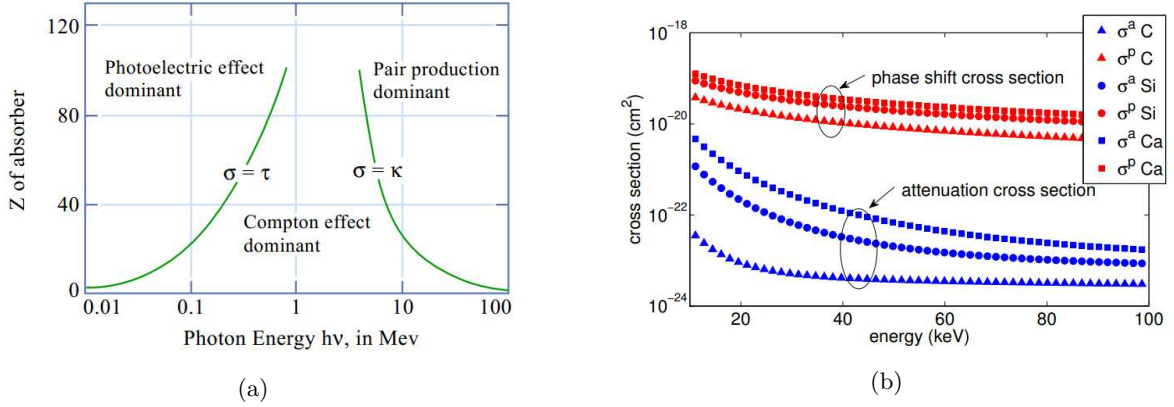 120
80
40
0
Z of absorber
Photoelectric effect
dominant
Pair production
dominant
σ = τ
σ = κ
Compton effect
dominant
0.01
0.1
1
10
100
Photon Energy hν, in Mev
(a)
10⁻¹⁸
10⁻²⁰
10⁻²²
10⁻²⁴
cross section (cm²)
phase shift cross section
attenuation cross section
σᵃ C
σᵖ C
σᵃ Si
σᵖ Si
σᵃ Ca
σᵖ Ca
20
40
60
80
100
energy (keV)
(b)